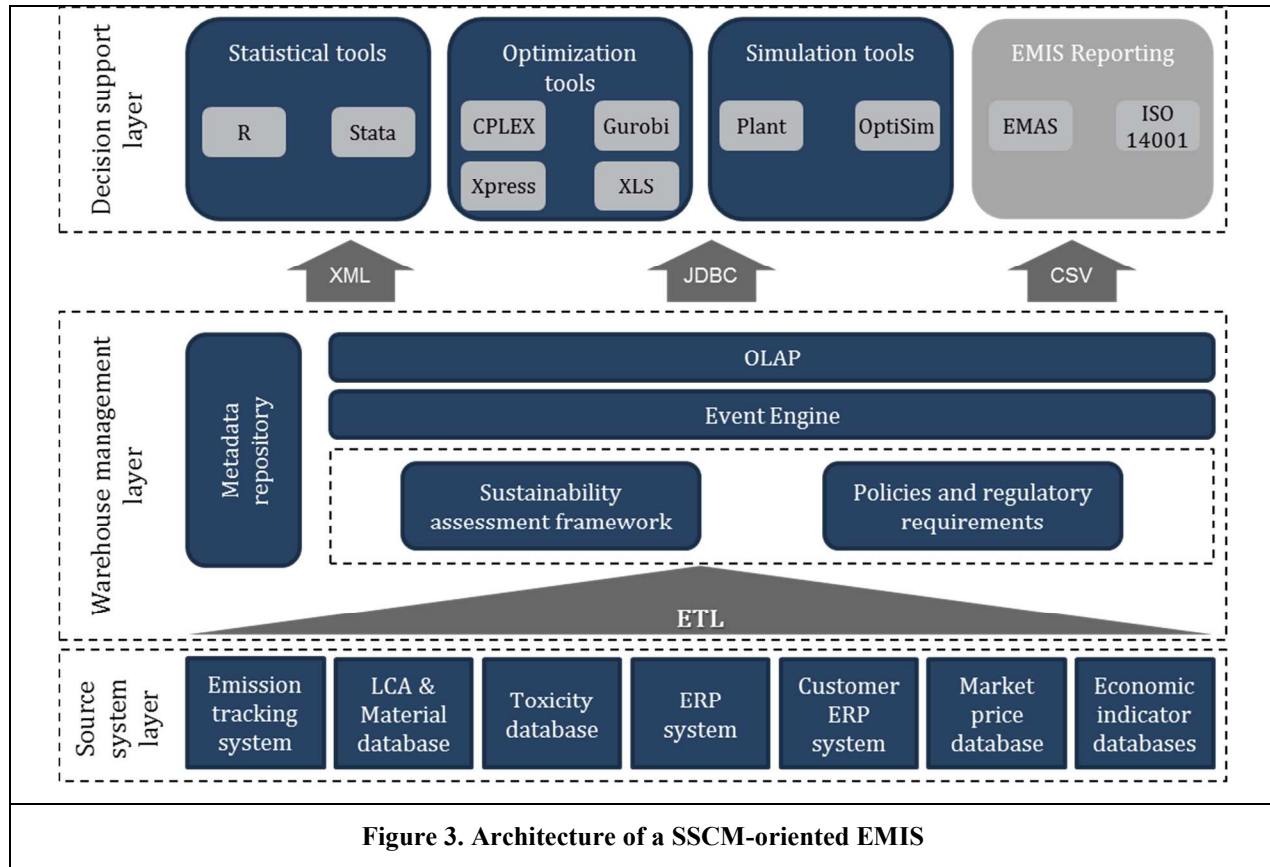 Decision support
layer
Statistical tools
R
Stata
Optimization
tools
CPLEX
Gurobi
Xpress
XLS
Simulation tools
Plant
OptiSim
EMIS Reporting
EMAS
ISO
14001
XML
JDBC
CSV
Warehouse management
layer
Metadata
repository
OLAP
Event Engine
Sustainability
assessment framework
Policies and regulatory
requirements
ETL
Source
system
layer
Emission
tracking
system
LCA &
Material
database
Toxicity
database
ERP
system
Customer
ERP
system
Market
price
database
Economic
indicator
databases
Figure 3. Architecture of a SSCM-oriented EMIS